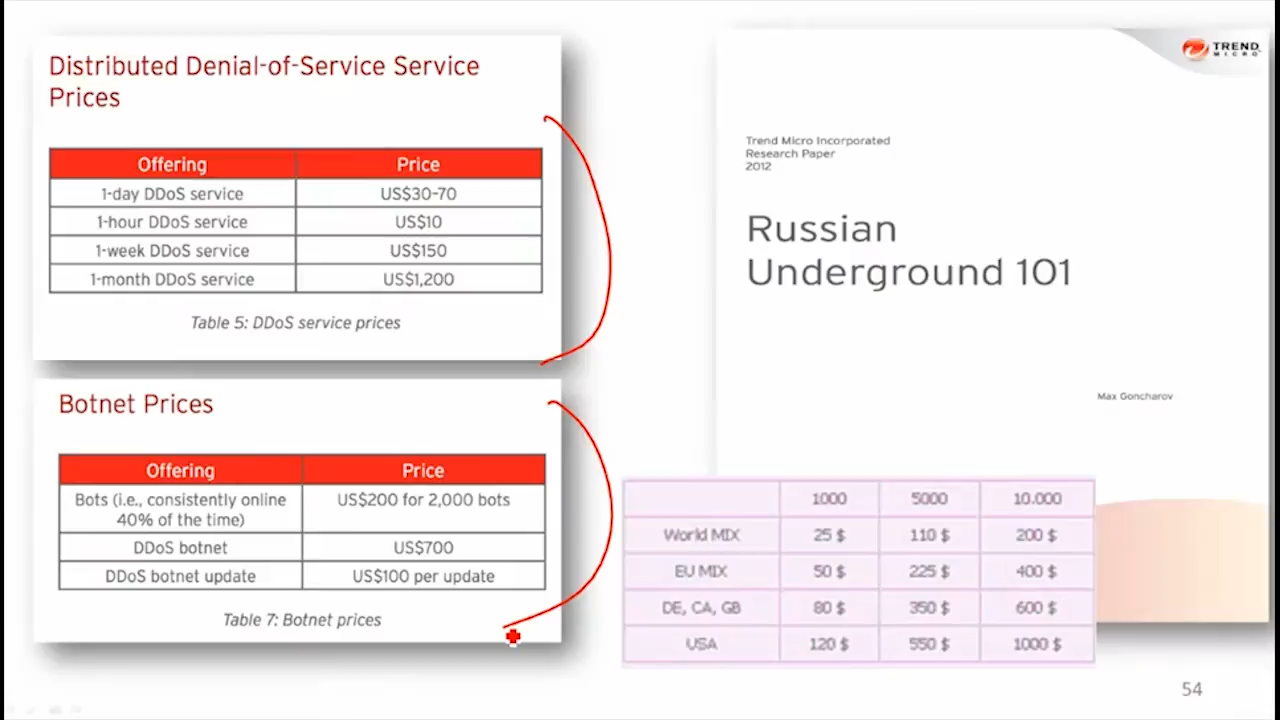 Distributed Denial-of-Service Service
Prices
Offering Price
1-day DDoS service US$30-70
1-hour DDoS service US$10
1-week DDoS service US$150
1-month DDoS service US$1,200
Table 5: DDoS service prices
Botnet Prices
Offering Price
Bots (i.e., consistently online US$200 for 2,000 bots
40% of the time)
DDoS botnet US$700
DDoS botnet update US$100 per update
Table 7: Botnet prices
TREND
MICRO
Trend Micro Incorporated
Research Paper
2012
Russian
Underground 101
Max Goncharov
1000 5000 10.000
World MIX 25 $ 110 $ 200 $
EU MIX 50 $ 225 $ 400 $
DE, CA, GB 80 $ 350 $ 600 $
USA 120 $ 550 $ 1000 $
54